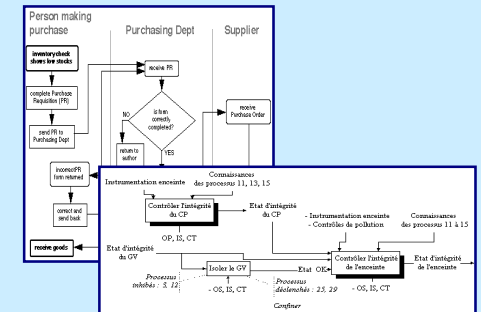 Person making
purchase
Purchasing Dept
Supplier
inventory check
shows low stocks
receive PR
complete Purchase
Requisition (PR)
send PR to
Purchasing Dept
is form
correctly
completed?
NO
YES
return to
author
receive
Purchase Order
incorrect PR
form returned
correct and
send back
receive goods
Instrumentation enceinte
Connaissances
des processus 11, 13, 15
Contrôler l'intégrité
du CP
Etat d'intégrité
du CP
OP, IS, CT
- Instrumentation enceinte
- Contrôles de pollution
Connaissances
des processus 11 à 15
Etat d'intégrité
du GV
Isoler le GV
Etat OK
Contrôler l'intégrité
de l'enceinte
Etat d'intégrité
de l'enceinte
Processus
inhibés : 3, 12
- OS, IS, CT
Processus
déclenchés : 25, 29
- OS, IS, CT
Confiner